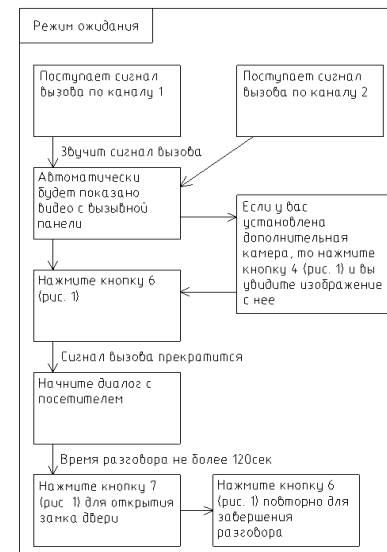 Режим ожидания
Поступает сигнал
вызова по каналу 1
Поступает сигнал
вызова по каналу 2
Звучит сигнал вызова
Автоматически
будет показано
видео с вызывной
панели
Если у вас
установлена
дополнительная
камера, то нажмите
кнопку 4 (рис. 1) и вы
увидите изображение
с нее
Нажмите кнопку 6
(рис. 1)
Сигнал вызова прекратится
Начните диалог с
посетителем
Время разговора не более 120сек
Нажмите кнопку 7
(рис 1) для открытия
замка двери
Нажмите кнопку 6
(рис. 1) повторно для
завершения
разговора